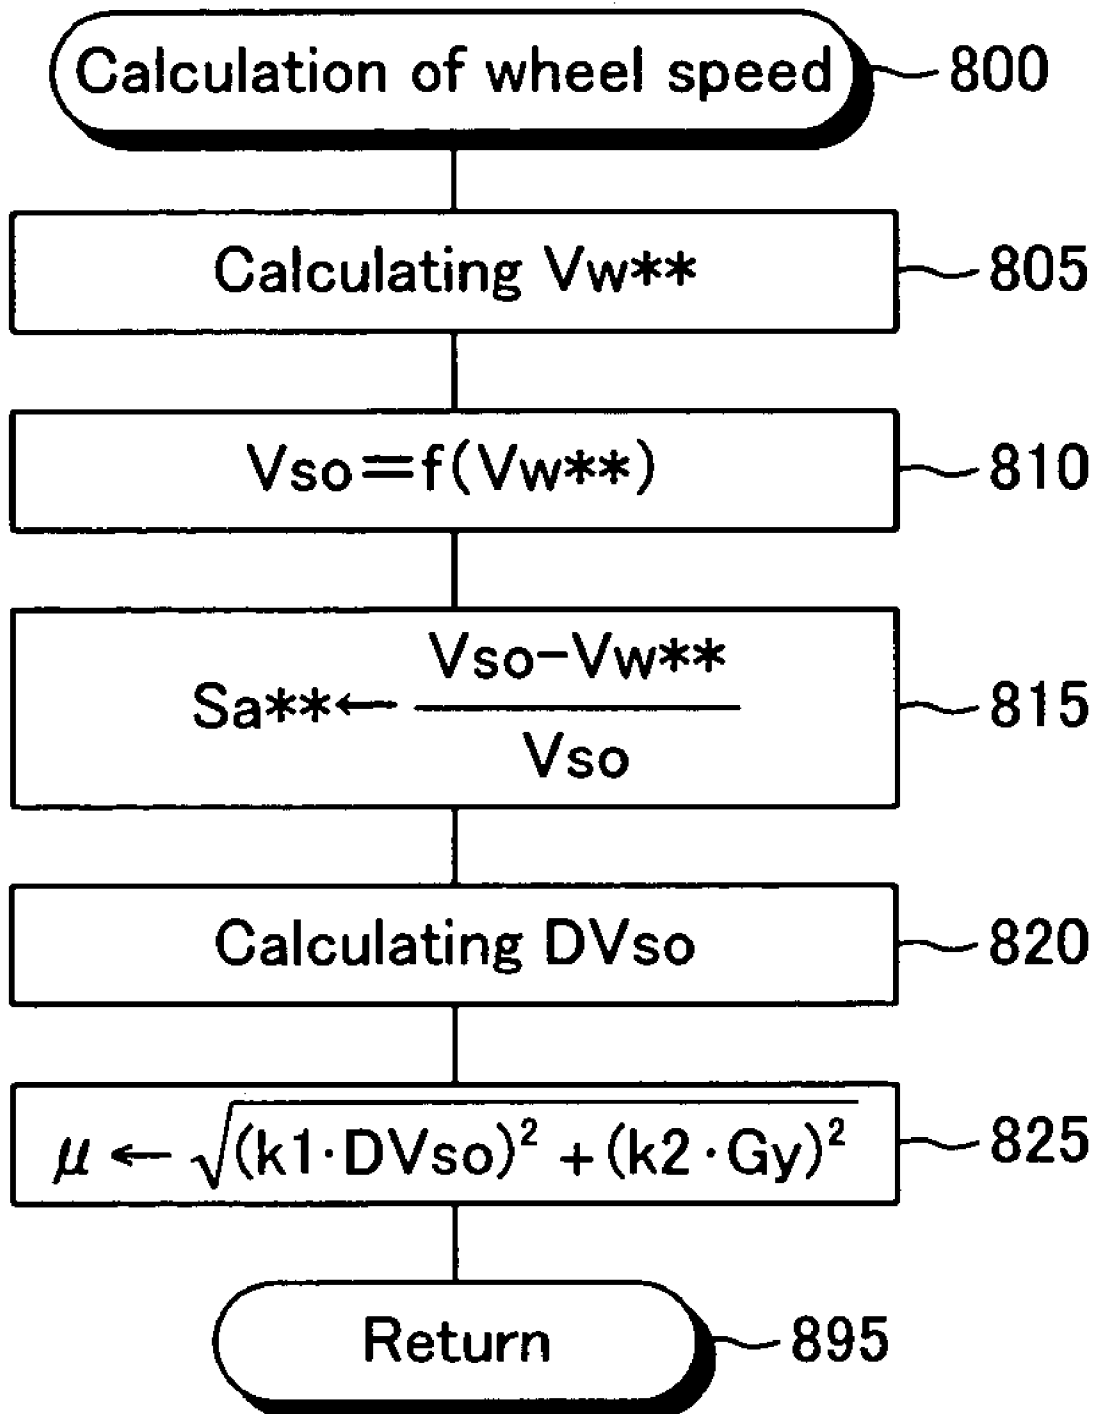 Calculation of wheel speed 800
Calculating Vw** 805
Vso=f(Vw**) 810
Sa**← Vso-Vw** / Vso 815
Calculating DVso 820
μ ← √(k1·DVso)² + (k2·Gy)² 825
Return 895